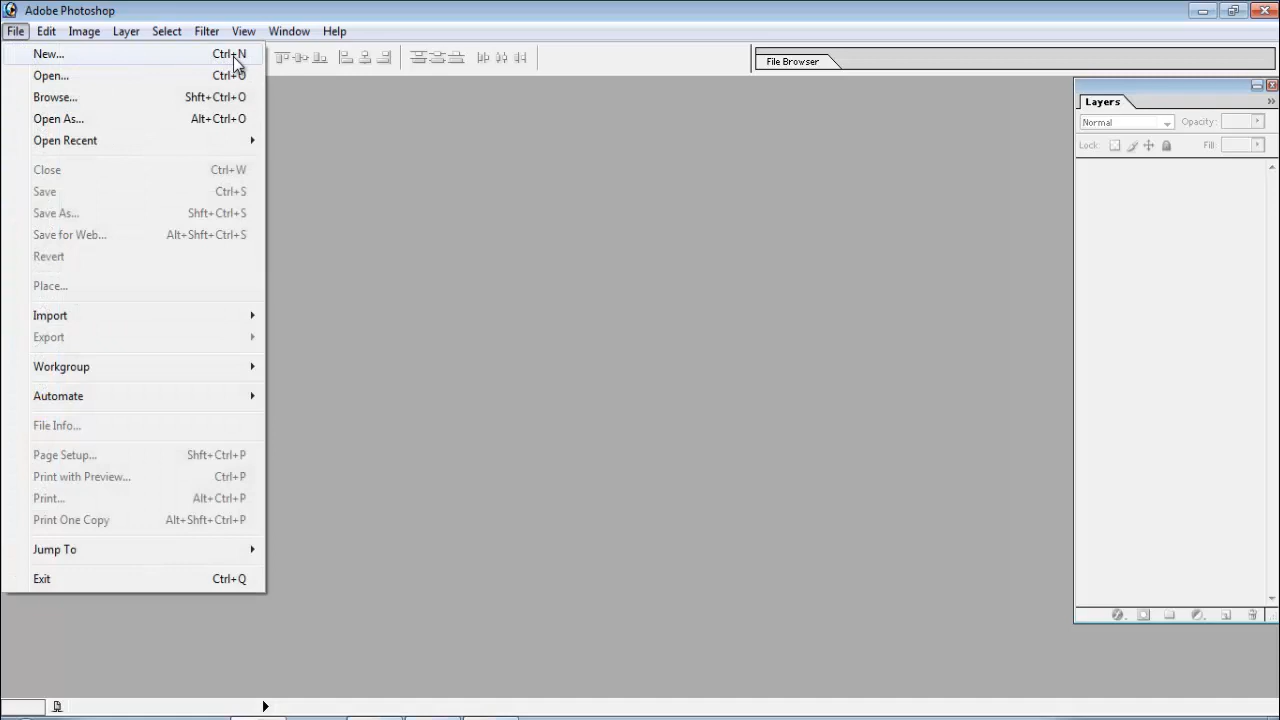 Adobe Photoshop
File Edit Image Layer Select Filter View Window Help
New... Ctrl+N
File Browser
Open... Ctrl+O
Browse... Shft+Ctrl+O
Open As... Alt+Ctrl+O
Open Recent
Close Ctrl+W
Save Ctrl+S
Save As... Shft+Ctrl+S
Save for Web... Alt+Shft+Ctrl+S
Revert
Place...
Import
Export
Workgroup
Automate
File Info...
Page Setup... Shft+Ctrl+P
Print with Preview... Ctrl+P
Print... Alt+Ctrl+P
Print One Copy Alt+Shft+Ctrl+P
Jump To
Exit Ctrl+Q
Layers
Normal Opacity:
Lock: Fill: